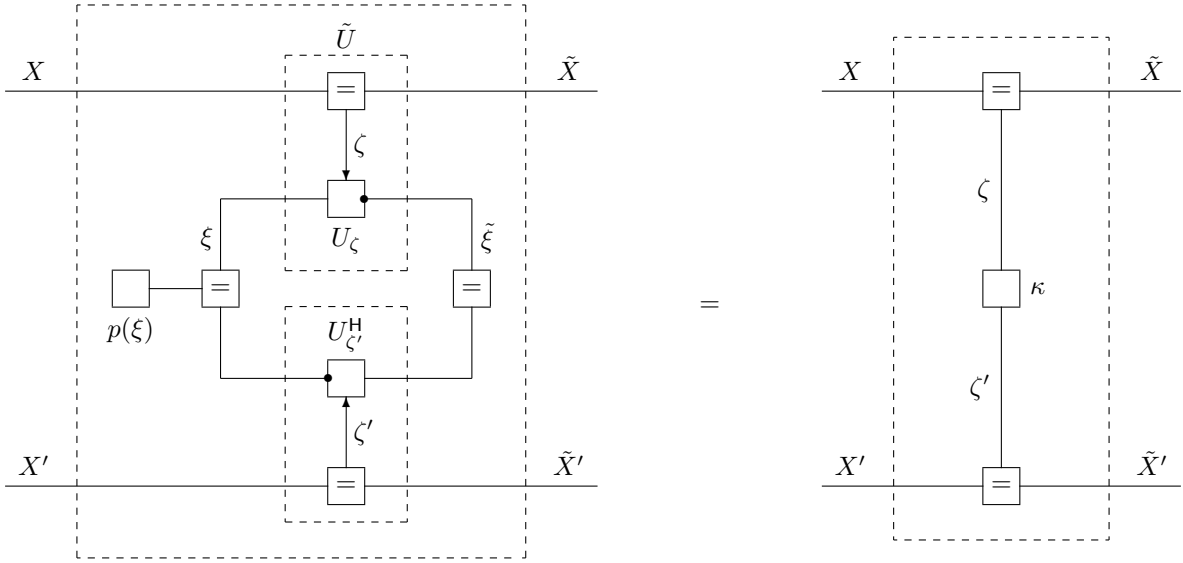 Ũ
X X̃ X X̃
=
=
ζ
ζ
U_ζ
ξ ξ̃
= =
p(ξ)
κ
=
U^H_ζ′
ζ′
ζ′
X′ X̃′ X′ X̃′
=
=